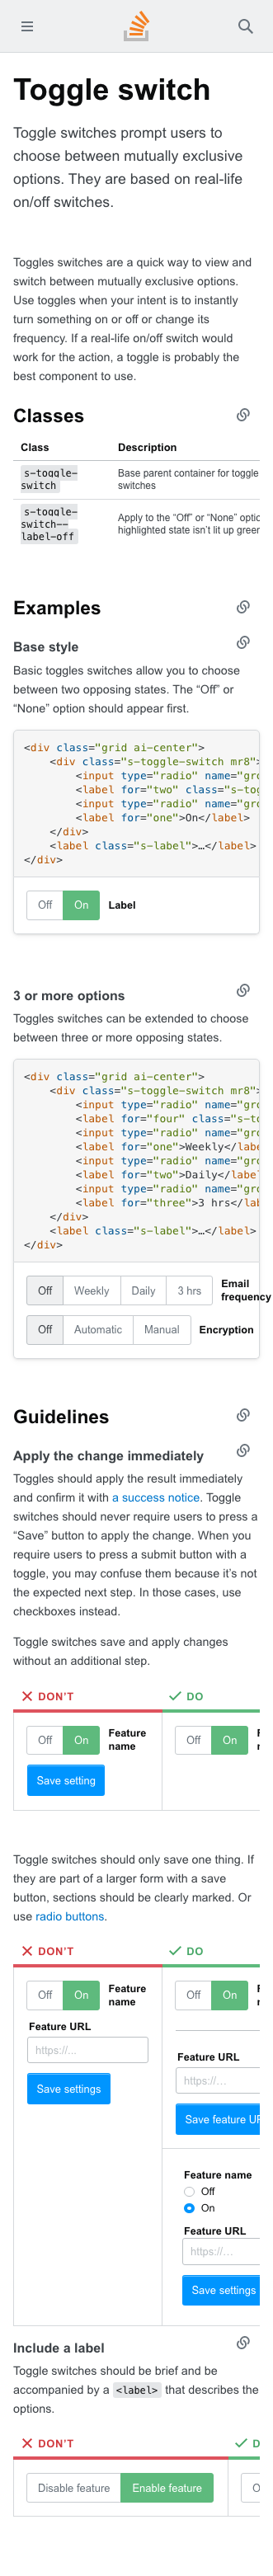 Toggle switch
Toggle switches prompt users to
choose between mutually exclusive
options. They are based on real-life
on/off switches.
Toggles switches are a quick way to view and
switch between mutually exclusive options.
Use toggles when your intent is to instantly
turn something on or off or change its
frequency. If a real-life on/off switch would
work for the action, a toggle is probably the
best component to use.
Classes
Class Description
s-toggle-
switch
Base parent container for toggle
switches
s-toggle-
switch--
label-off
Apply to the “Off” or “None” optio
highlighted state isn’t lit up green
Examples
Base style
Basic toggles switches allow you to choose
between two opposing states. The “Off” or
“None” option should appear first.
<div class="grid ai-center">
<div class="s-toggle-switch mr8">
<input type="radio" name="gro
<label for="two" class="s-tog
<input type="radio" name="gro
<label for="one">On</label>
</div>
<label class="s-label">…</label>
</div>
Off On Label
3 or more options
Toggles switches can be extended to choose
between three or more opposing states.
<div class="grid ai-center">
<div class="s-toggle-switch mr8">
<input type="radio" name="gro
<label for="four" class="s-to
<input type="radio" name="gro
<label for="one">Weekly</labe
<input type="radio" name="gro
<label for="two">Daily</label
<input type="radio" name="gro
<label for="three">3 hrs</lab
</div>
<label class="s-label">…</label>
</div>
Off Weekly Daily 3 hrs Email
frequency
Off Automatic Manual Encryption
Guidelines
Apply the change immediately
Toggles should apply the result immediately
and confirm it with a success notice. Toggle
switches should never require users to press a
“Save” button to apply the change. When you
require users to press a submit button with a
toggle, you may confuse them because it’s not
the expected next step. In those cases, use
checkboxes instead.
Toggle switches save and apply changes
without an additional step.
DON’T DO
Off On Feature
name
Off On
Save setting
Toggle switches should only save one thing. If
they are part of a larger form with a save
button, sections should be clearly marked. Or
use radio buttons.
DON’T DO
Off On Feature
name
Off On
Feature URL
https://...
Save settings
Feature URL
https://…
Save feature UR
Feature name
Off
On
Feature URL
https://…
Save settings
Include a label
Toggle switches should be brief and be
accompanied by a <label> that describes the
options.
DON’T D
Disable feature Enable feature